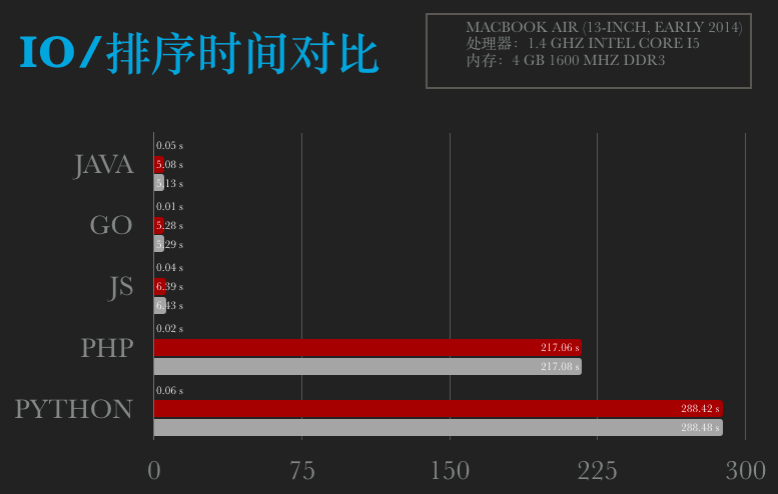 IO/排序时间对比
MACBOOK AIR (13-INCH, EARLY 2014)
处理器：1.4 GHZ INTEL CORE I5
内存：4 GB 1600 MHZ DDR3
JAVA
0.05 s
5.08 s
5.13 s
GO
0.01 s
5.28 s
5.29 s
JS
0.04 s
6.39 s
6.43 s
PHP
0.02 s
217.06 s
217.08 s
PYTHON
0.06 s
288.42 s
288.48 s
0 75 150 225 300